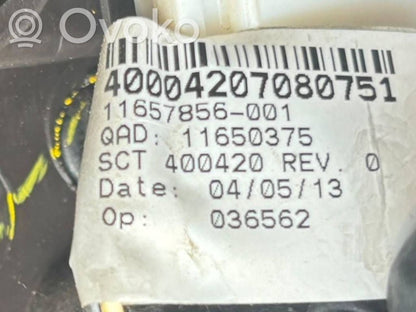 Ovoko
40004207080751
11657856-001
QAD: 11650375
SCT 400420 REV. 0
Date: 04/05/13
Op: 036562